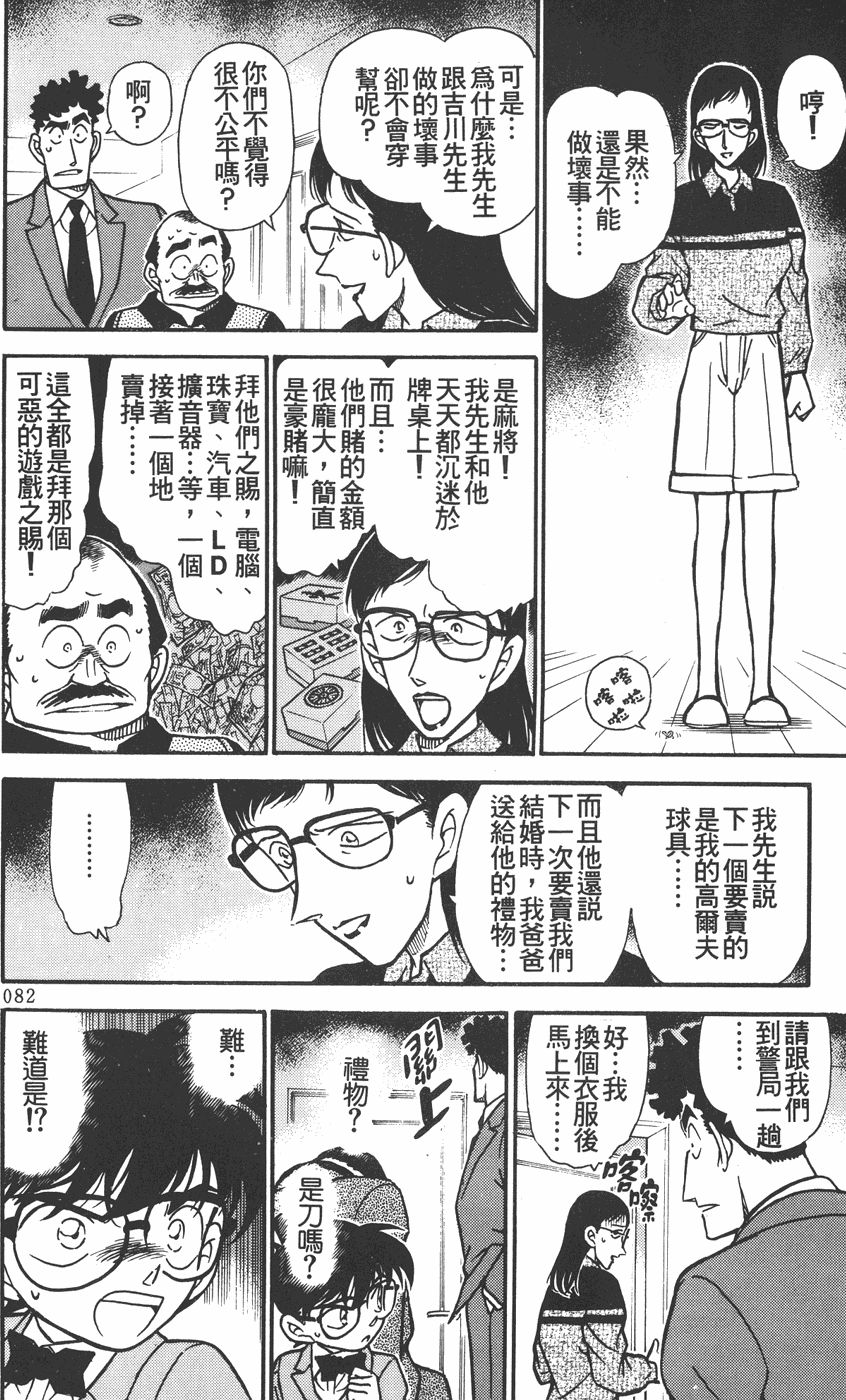 哼！
果然…
還是不能
做壞事……
喀
喀
啦
啦
可是…
為什麼我先生
跟吉川先生
做的壞事
卻不會穿
幫呢？
你們不覺得
很不公平嗎？
啊？
是麻將！
我先生和他
天天都沉迷於
牌桌上！
而且…
他們賭的金額
很龐大，簡直
是豪賭嘛！
拜他們之賜，電腦、
珠寶、汽車、LD、
擴音器…等，一個
接著一個地
賣掉……
這全都是拜那個
可惡的遊戲之賜！
我先生說
下一個要賣的
是我的高爾夫
球具……
而且他還說
下一次要賣我們
結婚時，我爸爸
送給他的禮物…
……
082
請跟我們
到警局一趟
……
好…我
換個衣服後
馬上來……
喀嚓
關上
禮物？
是刀嗎？
難…
難道是!?